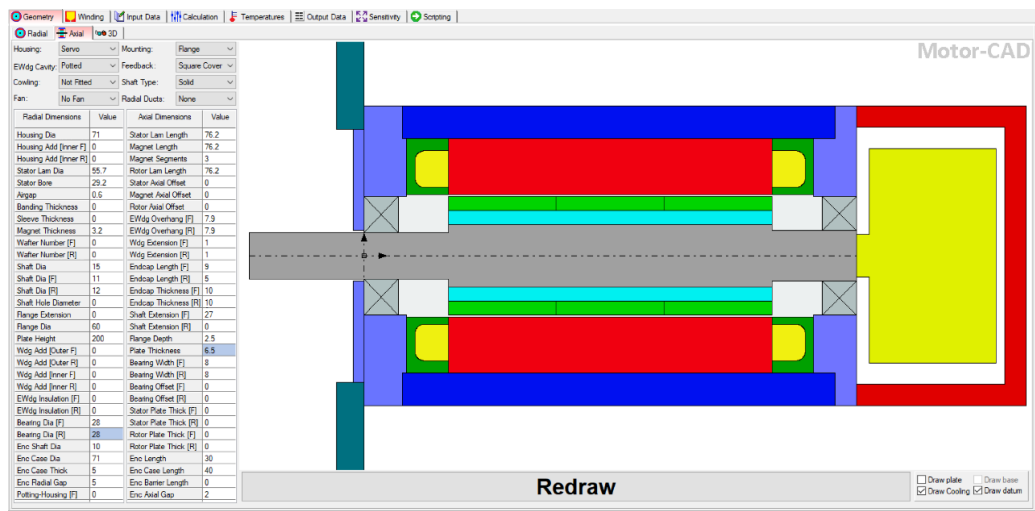 Geometry Winding Input Data Calculation Temperatures Output Data Sensitivity Scripting
Radial Axial 3D
Housing: Servo Mounting: Flange
EWdg Cavity: Potted Feedback: Square Cover
Cowling: Not Fitted Shaft Type: Solid
Fan: No Fan Radial Ducts: None
Radial Dimensions Value Axial Dimensions Value
Housing Dia 71 Stator Lam Length 76.2
Housing Add [Inner F] 0 Magnet Length 76.2
Housing Add [Inner R] 0 Magnet Segments 3
Stator Lam Dia 55.7 Rotor Lam Length 76.2
Stator Bore 29.2 Stator Axial Offset 0
Airgap 0.6 Magnet Axial Offset 0
Banding Thickness 0 Rotor Axial Offset 0
Sleeve Thickness 0 EWdg Overhang [F] 7.9
Magnet Thickness 3.2 EWdg Overhang [R] 7.9
Wafter Number [F] 0 Wdg Extension [F] 1
Wafter Number [R] 0 Wdg Extension [R] 1
Shaft Dia 15 Endcap Length [F] 9
Shaft Dia [F] 11 Endcap Length [R] 5
Shaft Dia [R] 12 Endcap Thickness [F] 10
Shaft Hole Diameter 0 Endcap Thickness [R] 10
Flange Extension 0 Shaft Extension [F] 27
Flange Dia 60 Shaft Extension [R] 0
Plate Height 200 Flange Depth 2.5
Wdg Add [Outer F] 0 Plate Thickness 6.5
Wdg Add [Outer R] 0 Bearing Width [F] 8
Wdg Add [Inner F] 0 Bearing Width [R] 8
Wdg Add [Inner R] 0 Bearing Offset [F] 0
EWdg Insulation [F] 0 Bearing Offset [R] 0
EWdg Insulation [R] 0 Stator Plate Thick [F] 0
Bearing Dia [F] 28 Stator Plate Thick [R] 0
Bearing Dia [R] 28 Rotor Plate Thick [F] 0
Enc Shaft Dia 10 Rotor Plate Thick [R] 0
Enc Case Dia 71 Enc Length 30
Enc Case Thick 5 Enc Case Length 40
Enc Radial Gap 5 Enc Barrier Length 0
Potting-Housing [F] 0 Enc Axial Gap 2
Motor-CAD
Redraw
Draw plate Draw base
Draw Cooling Draw datum